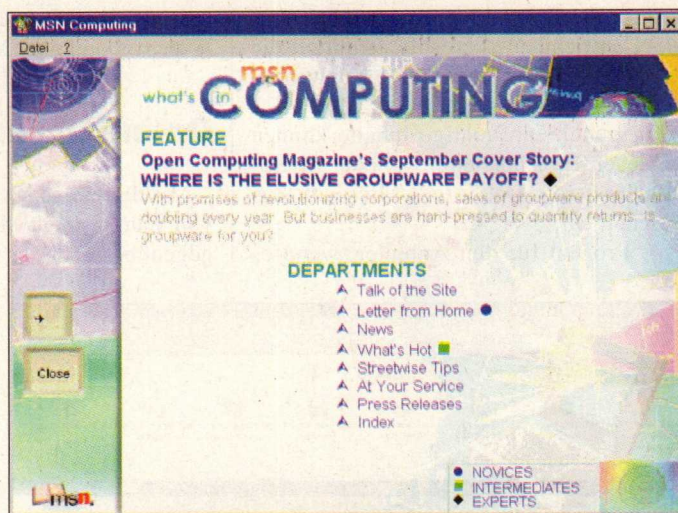 MSN Computing
Datei ?
what's in msn COMPUTING
FEATURE
Open Computing Magazine's September Cover Story:
WHERE IS THE ELUSIVE GROUPWARE PAYOFF?
With promises of revolutionizing corporations, sales of groupware products are
doubling every year. But businesses are hard-pressed to quantify returns. Is
groupware for you?
DEPARTMENTS
Talk of the Site
Letter from Home
News
What's Hot
Streetwise Tips
At Your Service
Press Releases
Index
Close
msn.
NOVICES
INTERMEDIATES
EXPERTS